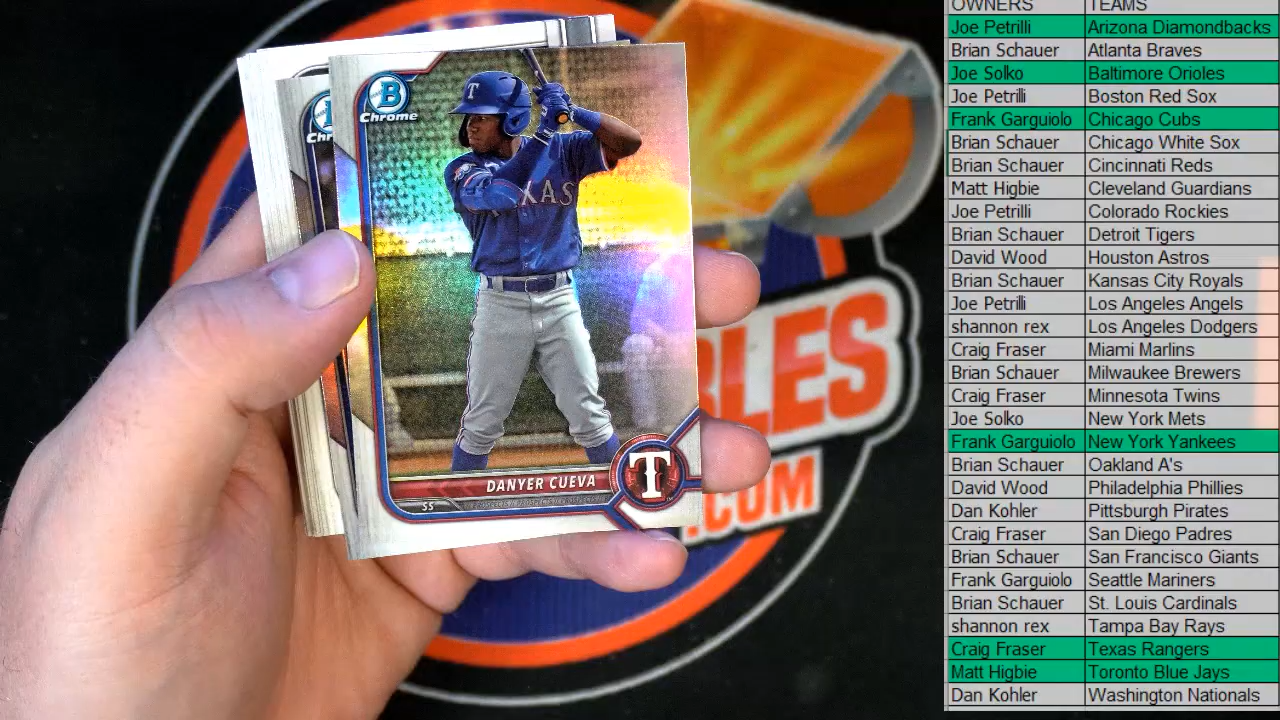 B
Chrome
T
TEXAS
DANYER CUEVA
SS
T
BLES
.COM
OWNERS TEAMS
Joe Petrilli Arizona Diamondbacks
Brian Schauer Atlanta Braves
Joe Solko Baltimore Orioles
Joe Petrilli Boston Red Sox
Frank Garguiolo Chicago Cubs
Brian Schauer Chicago White Sox
Brian Schauer Cincinnati Reds
Matt Higbie Cleveland Guardians
Joe Petrilli Colorado Rockies
Brian Schauer Detroit Tigers
David Wood Houston Astros
Brian Schauer Kansas City Royals
Joe Petrilli Los Angeles Angels
shannon rex Los Angeles Dodgers
Craig Fraser Miami Marlins
Brian Schauer Milwaukee Brewers
Craig Fraser Minnesota Twins
Joe Solko New York Mets
Frank Garguiolo New York Yankees
Brian Schauer Oakland A's
David Wood Philadelphia Phillies
Dan Kohler Pittsburgh Pirates
Craig Fraser San Diego Padres
Brian Schauer San Francisco Giants
Frank Garguiolo Seattle Mariners
Brian Schauer St. Louis Cardinals
shannon rex Tampa Bay Rays
Craig Fraser Texas Rangers
Matt Higbie Toronto Blue Jays
Dan Kohler Washington Nationals